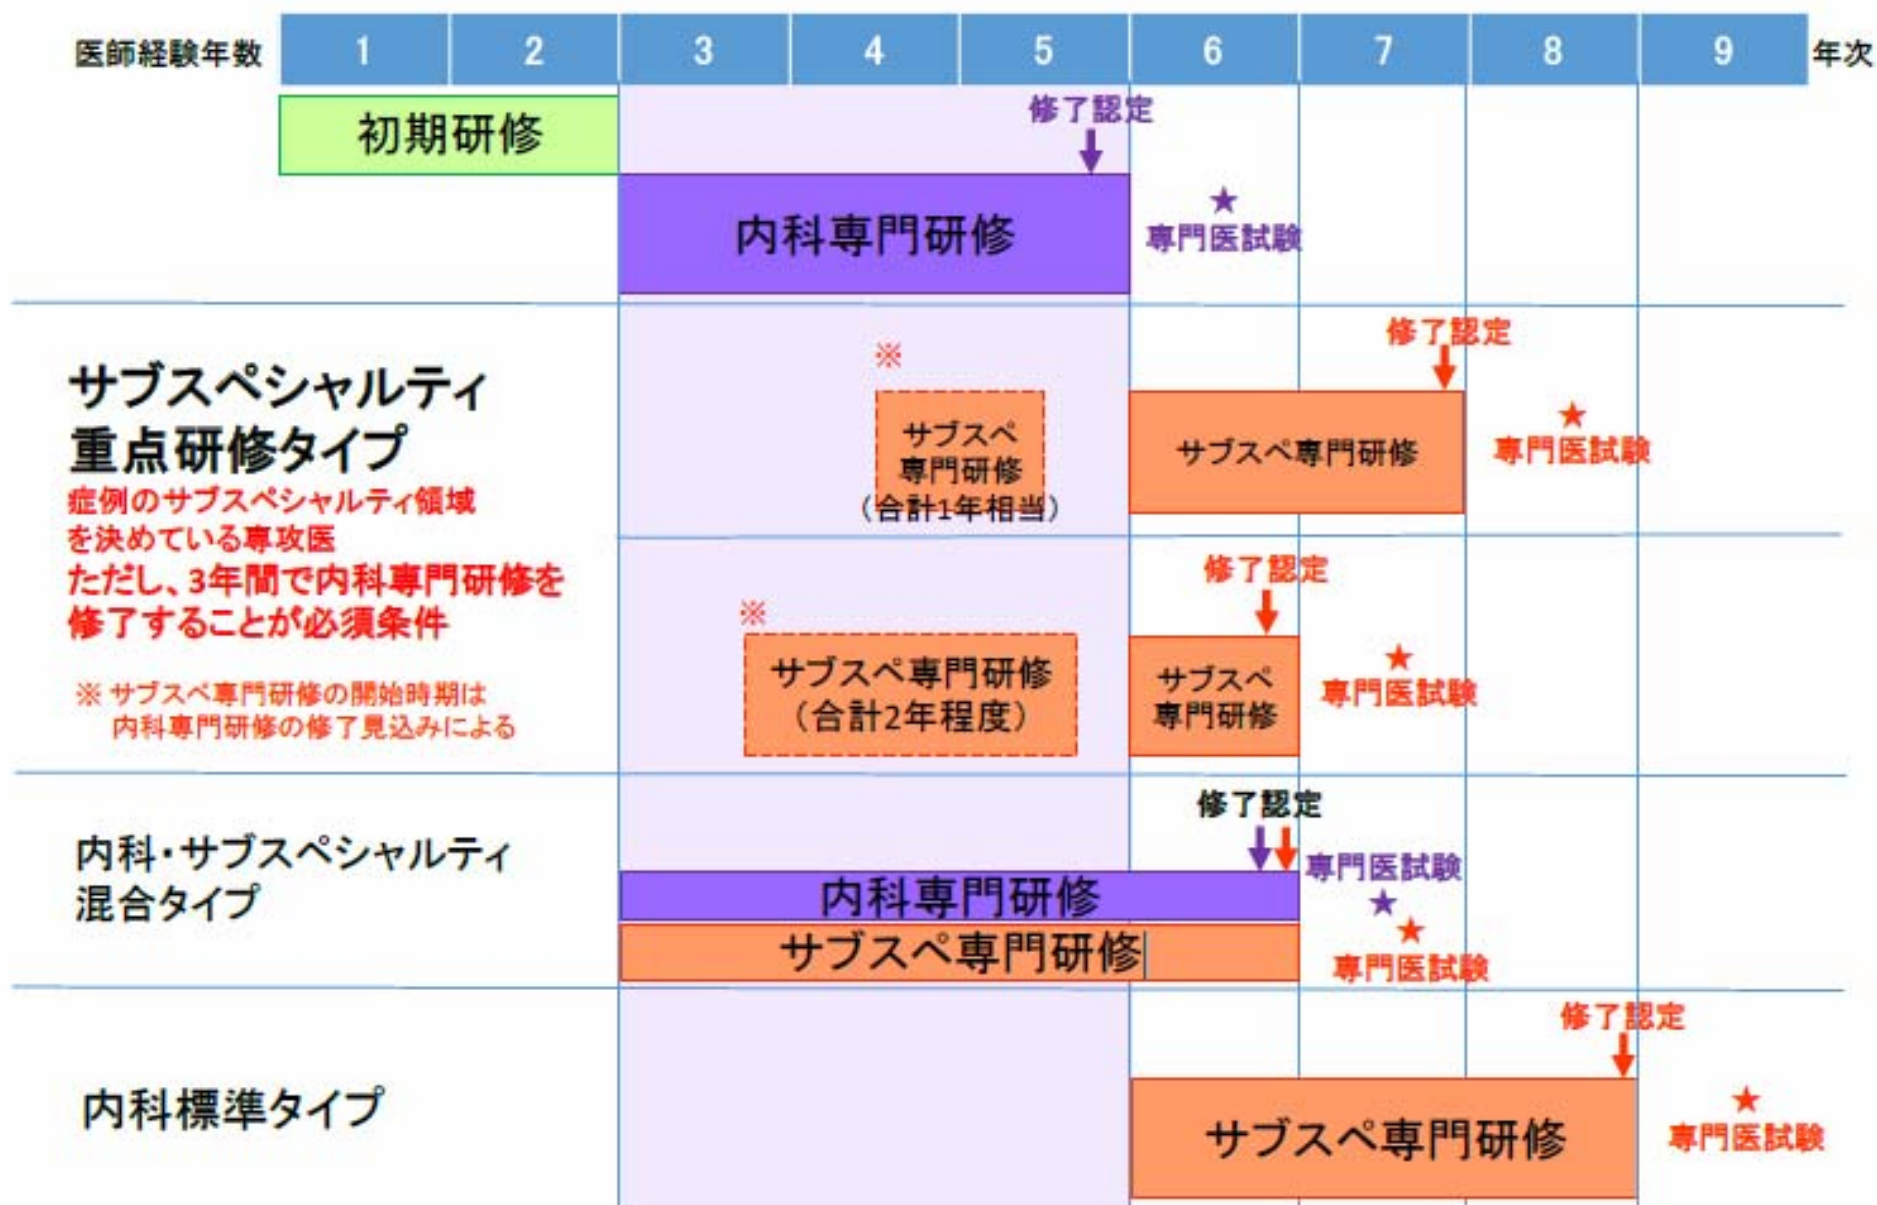 医師経験年数 1 2 3 4 5 6 7 8 9 年次
初期研修
修了認定
内科専門研修
★
専門医試験
サブスペシャルティ
重点研修タイプ
症例のサブスペシャルティ領域
を決めている専攻医
ただし、3年間で内科専門研修を
修了することが必須条件
※ サブスペ専門研修の開始時期は
内科専門研修の修了見込みによる
※
サブスペ
専門研修
(合計1年相当)
修了認定
サブスペ専門研修
★
専門医試験
※
サブスペ専門研修
(合計2年程度)
修了認定
サブスペ
専門研修
★
専門医試験
内科・サブスペシャルティ
混合タイプ
修了認定
内科専門研修
サブスペ専門研修
専門医試験
★
★
専門医試験
内科標準タイプ
修了認定
サブスペ専門研修
★
専門医試験